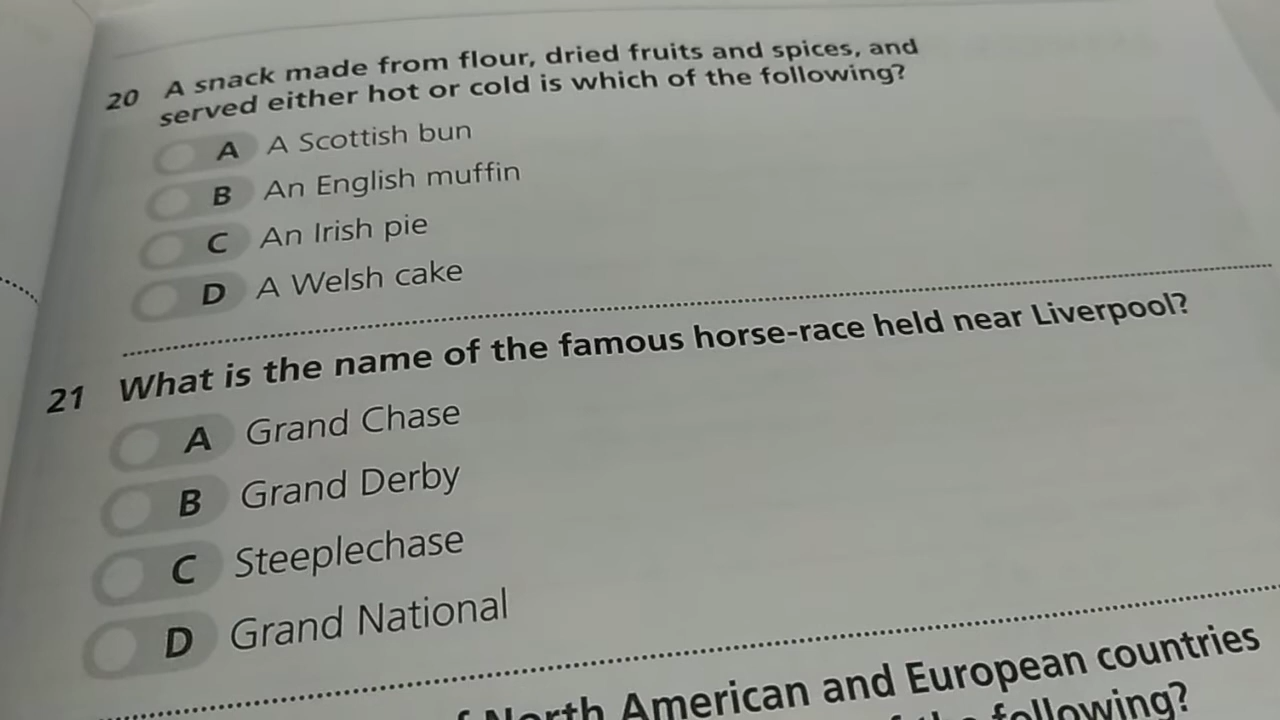 20 A snack made from flour, dried fruits and spices, and
served either hot or cold is which of the following?
A A Scottish bun
B An English muffin
C An Irish pie
D A Welsh cake
21 What is the name of the famous horse-race held near Liverpool?
A Grand Chase
B Grand Derby
C Steeplechase
D Grand National
North American and European countries
following?